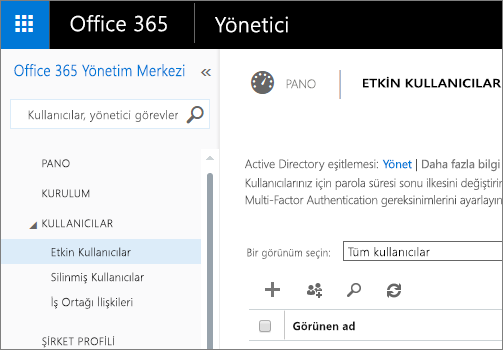 Office 365 Yönetici
Office 365 Yönetim Merkezi «
Kullanıcılar, yönetici görevler
PANO
KURULUM
KULLANICILAR
Etkin Kullanıcılar
Silinmiş Kullanıcılar
İş Ortağı İlişkileri
ŞİRKET PROFİLİ
PANO ETKİN KULLANICILAR
Active Directory eşitlemesi: Yönet | Daha fazla bilgi
Kullanıcılarınız için parola süresi sonu ilkesini değiştirin
Multi-Factor Authentication gereksinimlerini ayarlayın
Bir görünüm seçin: Tüm kullanıcılar
Görünen ad